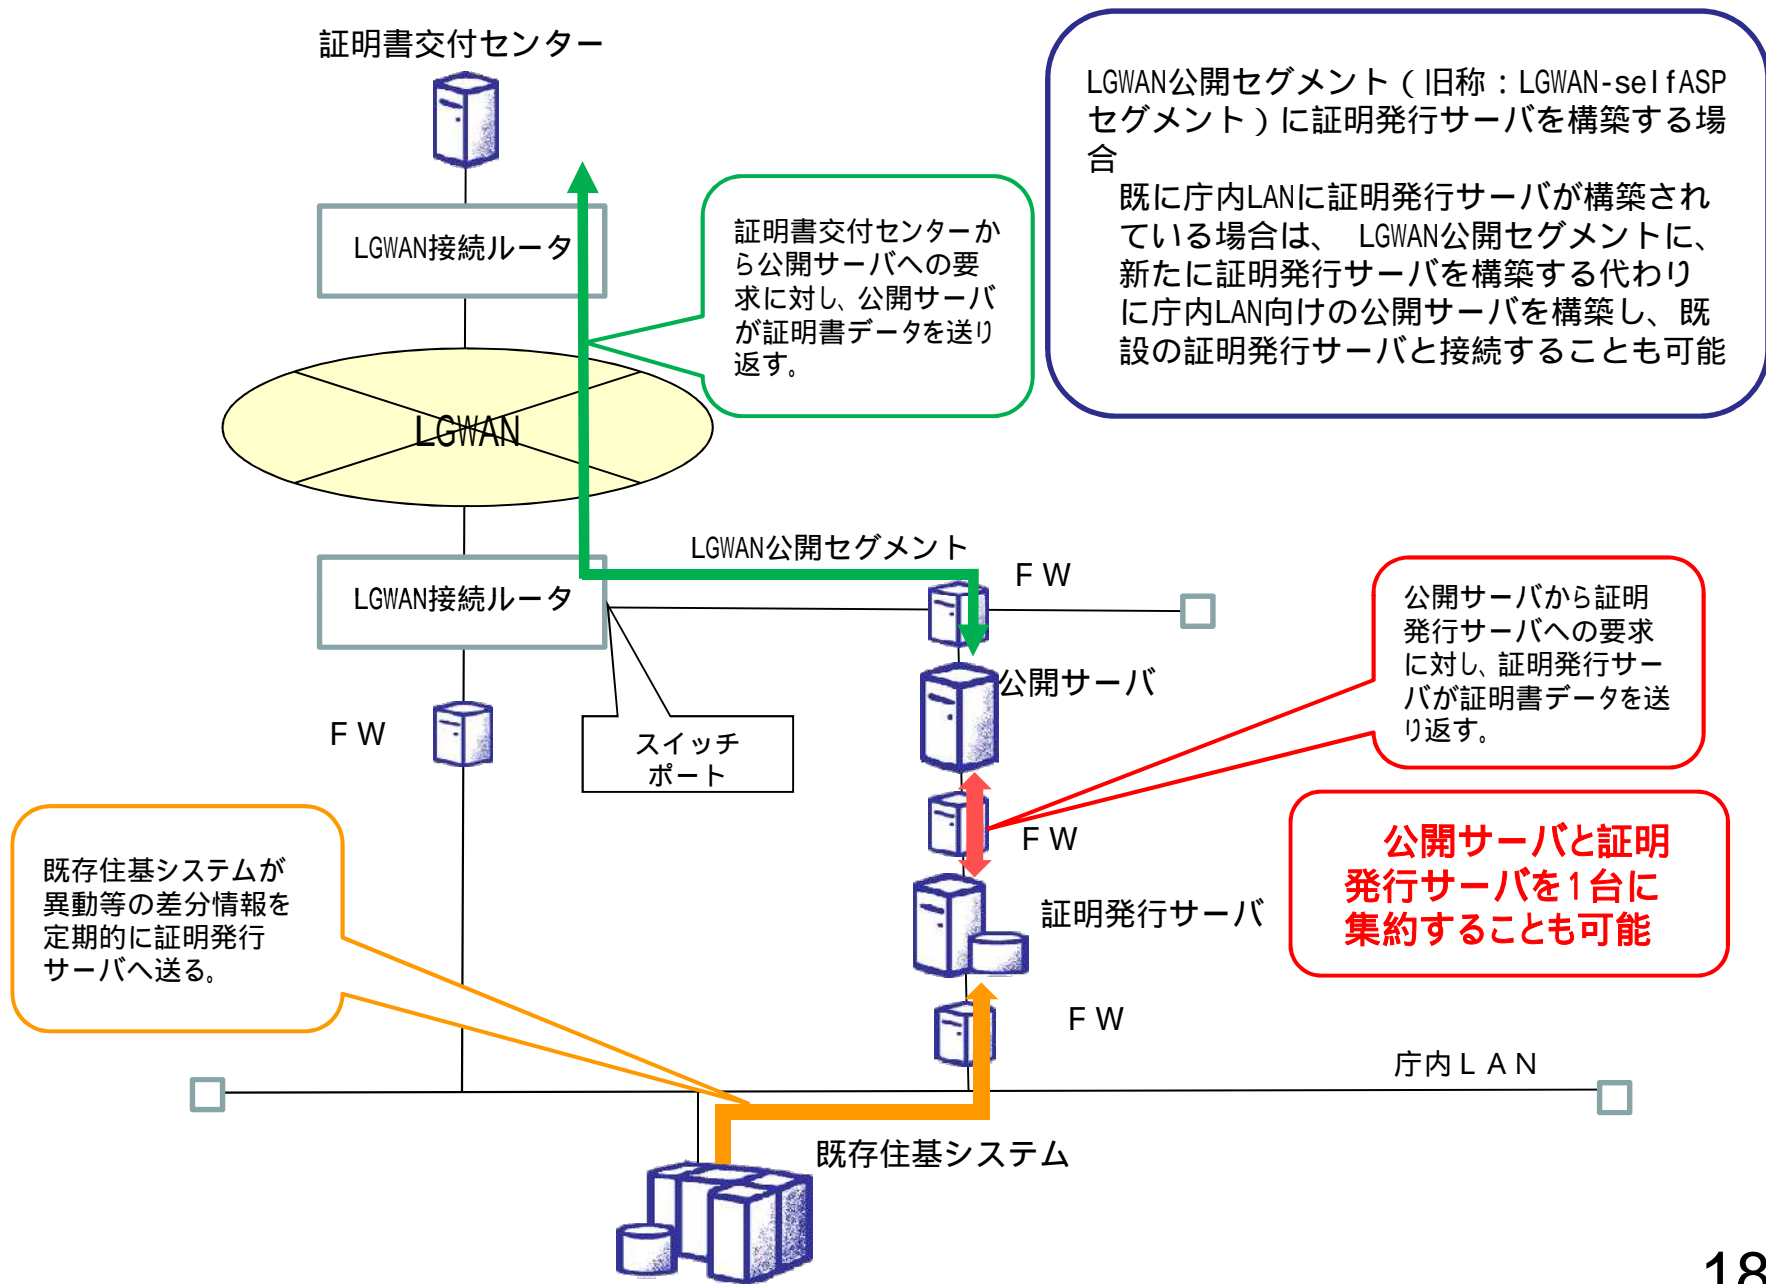 証明書交付センター
LGWAN公開セグメント（旧称：LGWAN-selfASP
セグメント）に証明発行サーバを構築する場
合
既に庁内LANに証明発行サーバが構築され
ている場合は、 LGWAN公開セグメントに、
新たに証明発行サーバを構築する代わり
に庁内LAN向けの公開サーバを構築し、既
設の証明発行サーバと接続することも可能
LGWAN接続ルータ
証明書交付センターか
ら公開サーバへの要
求に対し、公開サーバ
が証明書データを送り
返す。
LGWAN
LGWAN公開セグメント
ＦＷ
LGWAN接続ルータ
公開サーバから証明
発行サーバへの要求
に対し、証明発行サー
バが証明書データを送
り返す。
公開サーバ
ＦＷ
スイッチ
ポート
ＦＷ
公開サーバと証明
発行サーバを1台に
集約することも可能
既存住基システムが
異動等の差分情報を
定期的に証明発行
サーバへ送る。
証明発行サーバ
ＦＷ
庁内ＬＡＮ
既存住基システム
18